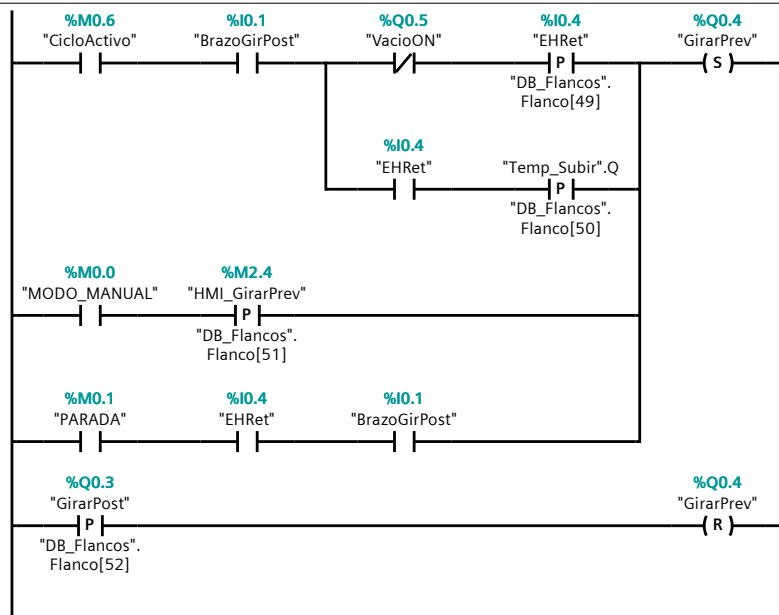 %M0.6 %I0.1 %Q0.5 %I0.4 %Q0.4
"CicloActivo" "BrazoGirPost" "VacioON" "EHRet" "GirarPrev"
P S
"DB_Flancos".
Flanco[49]
%I0.4
"EHRet" "Temp_Subir".Q
P
"DB_Flancos".
Flanco[50]
%M0.0 %M2.4
"MODO_MANUAL" "HMI_GirarPrev"
P
"DB_Flancos".
Flanco[51]
%M0.1 %I0.4 %I0.1
"PARADA" "EHRet" "BrazoGirPost"
%Q0.3 %Q0.4
"GirarPost" "GirarPrev"
P R
"DB_Flancos".
Flanco[52]